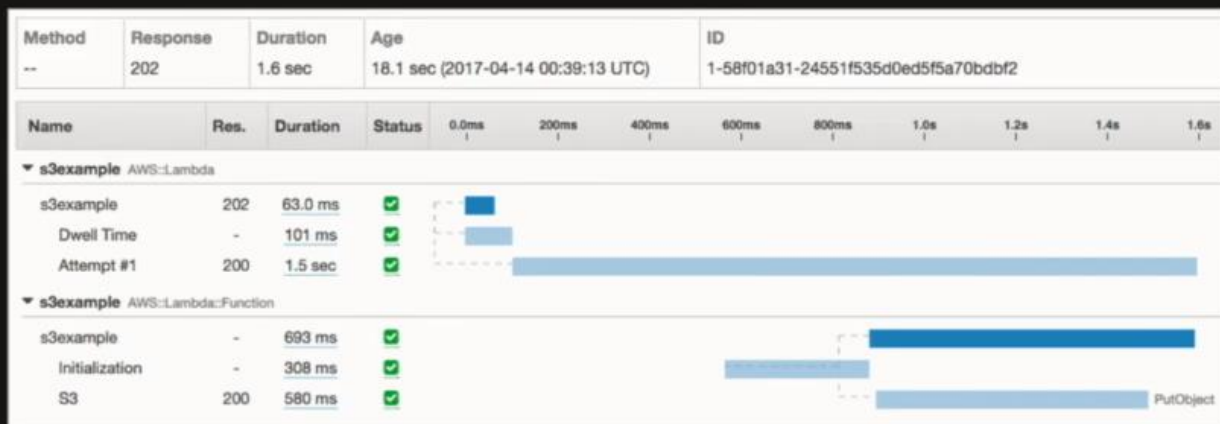 Method Response Duration Age ID
-- 202 1.6 sec 18.1 sec (2017-04-14 00:39:13 UTC) 1-58f01a31-24551f535d0ed5f5a70bdbf2
Name Res. Duration Status 0.0ms 200ms 400ms 600ms 800ms 1.0s 1.2s 1.4s 1.6s
s3example AWS::Lambda
s3example 202 63.0 ms
Dwell Time - 101 ms
Attempt #1 200 1.5 sec
s3example AWS::Lambda::Function
s3example - 693 ms
Initialization - 308 ms
S3 200 580 ms PutObject